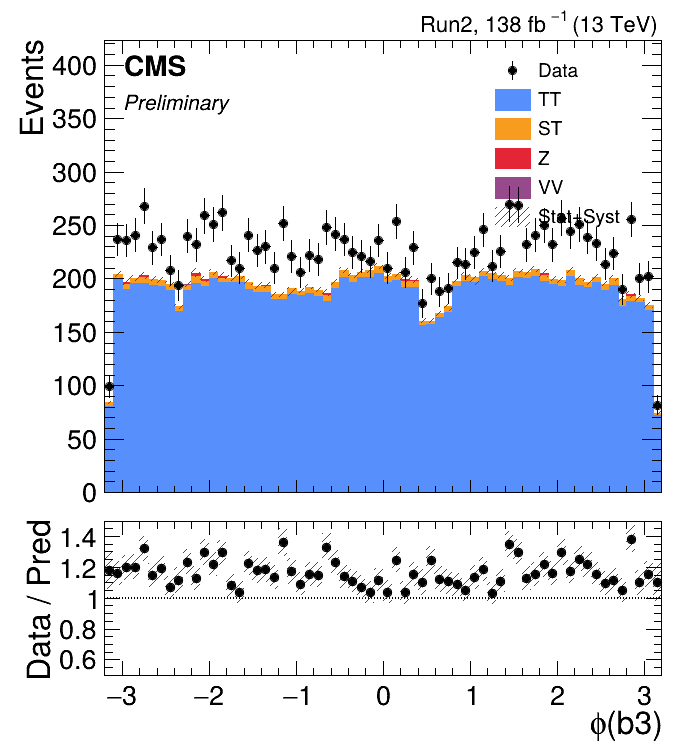 Run2, 138 fb⁻¹ (13 TeV)
Events
400
350
300
250
200
150
100
50
0
CMS
Preliminary
Data
TT
ST
Z
VV
Stat+Syst
Data / Pred
1.4
1.2
1
0.8
0.6
−3 −2 −1 0 1 2 3
ϕ(b3)